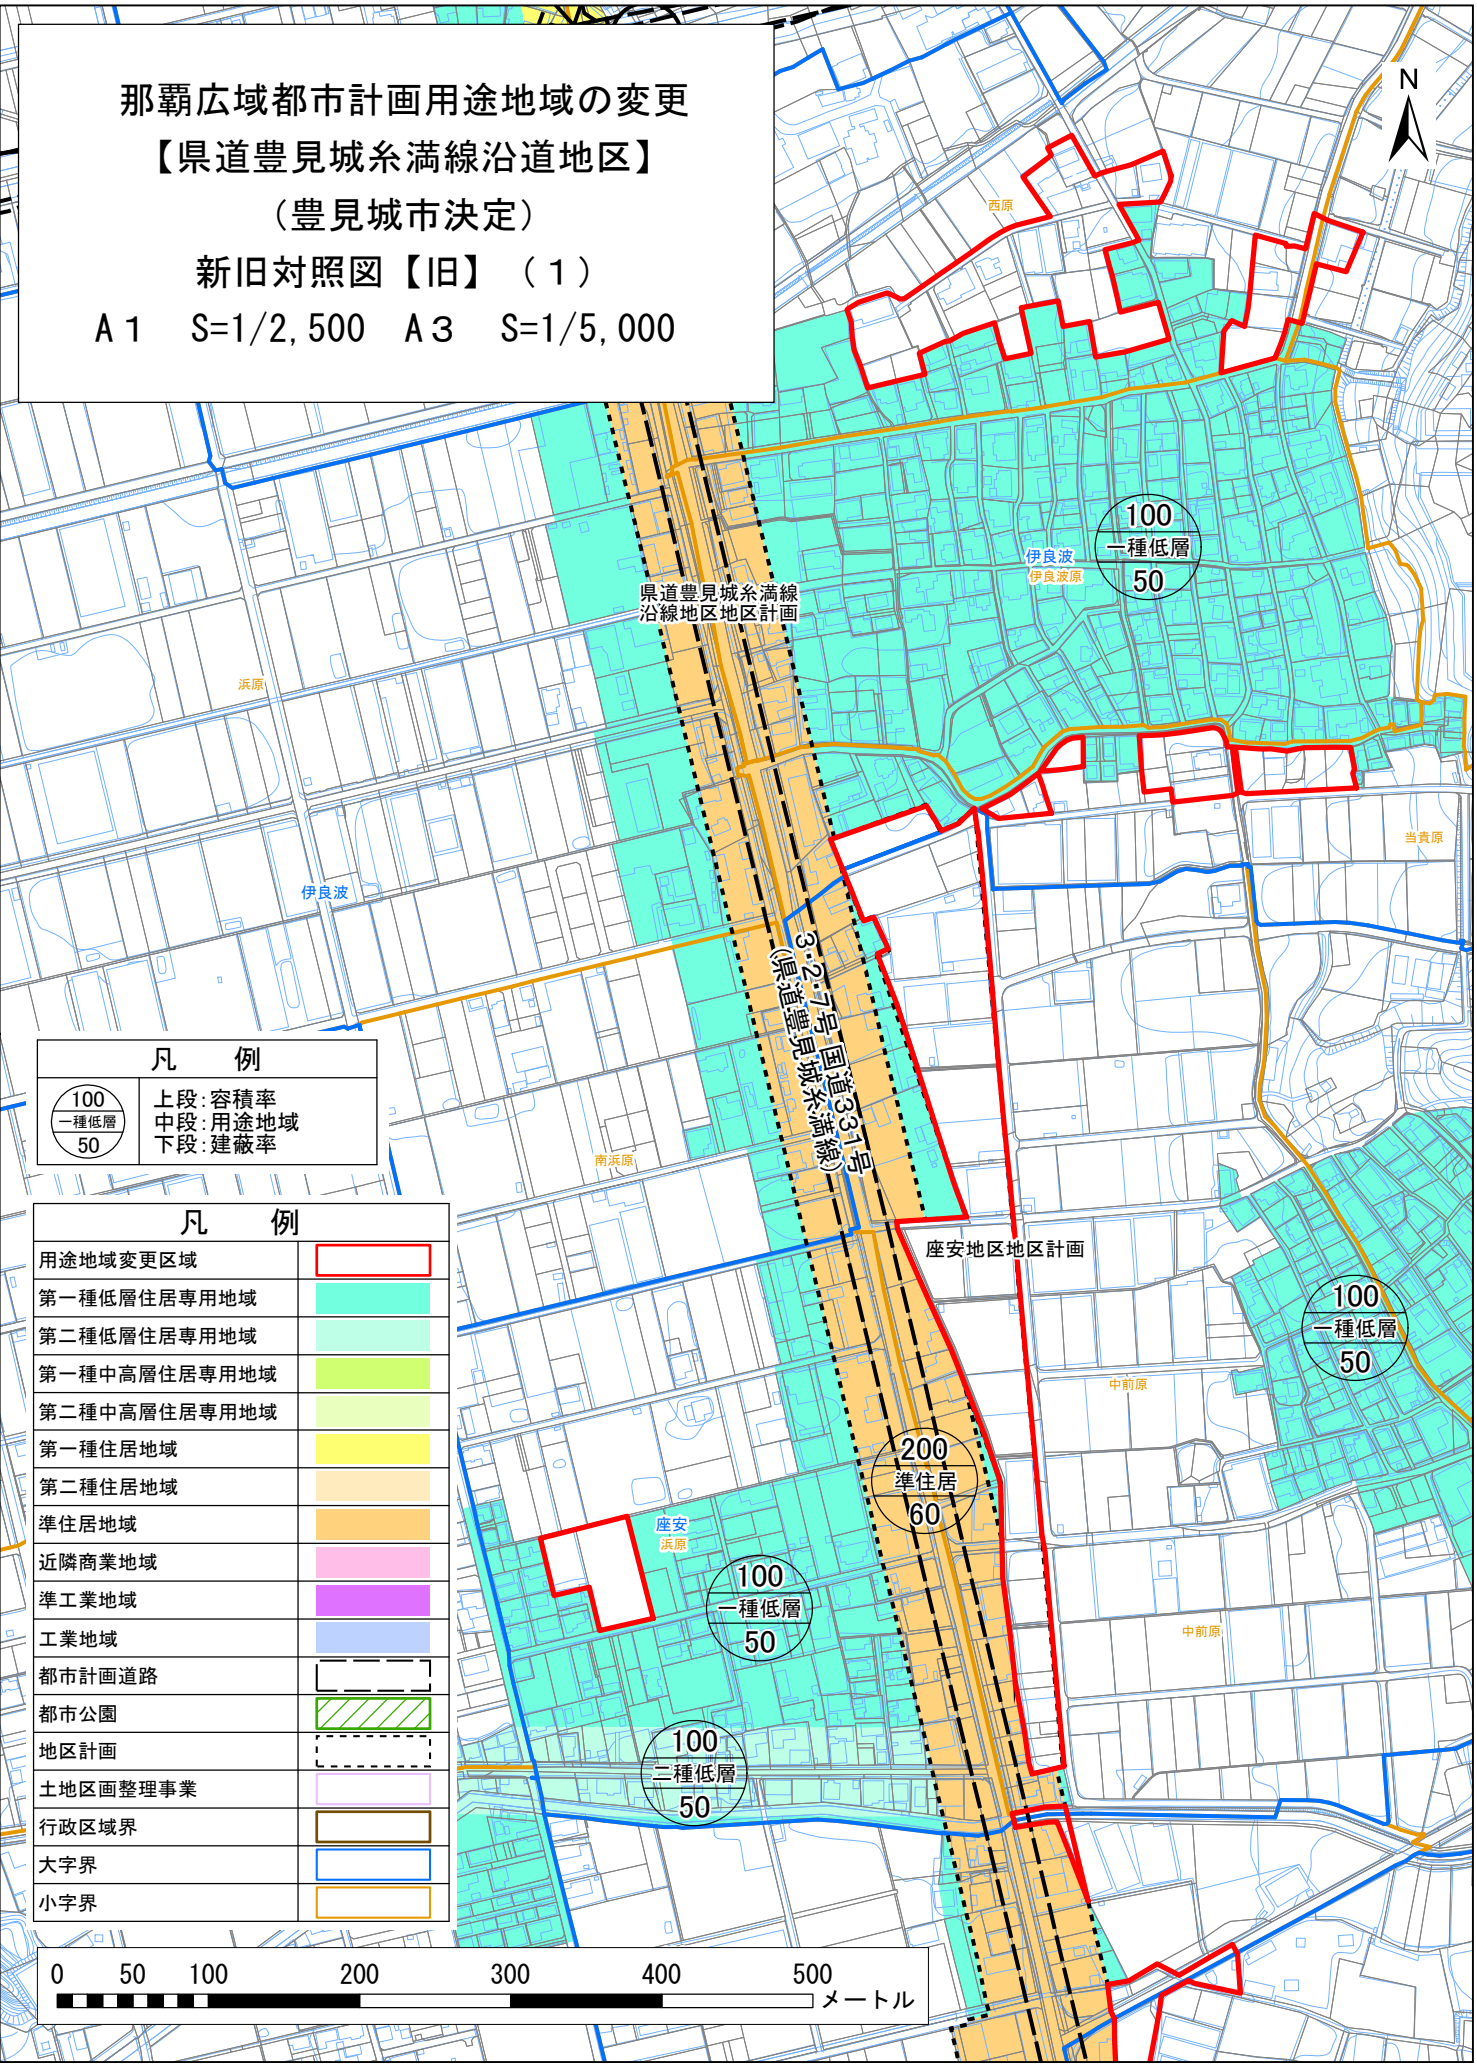 那覇広域都市計画用途地域の変更
【県道豊見城糸満線沿道地区】
（豊見城市決定）
新旧対照図【旧】（１）
A１ S=1/2,500 A３ S=1/5,000
N
西原
100
一種低層
50
伊良波
伊良波原
県道豊見城糸満線
沿線地区地区計画
浜原
当貴原
伊良波
3・2・7号 国道331号
(県道豊見城糸満線)
南浜原
座安地区地区計画
100
一種低層
50
中前原
200
準住居
60
座安
浜原
100
一種低層
50
中前原
100
二種低層
50
凡 例
100
一種低層
50
上段:容積率
中段:用途地域
下段:建蔽率
凡 例
用途地域変更区域
第一種低層住居専用地域
第二種低層住居専用地域
第一種中高層住居専用地域
第二種中高層住居専用地域
第一種住居地域
第二種住居地域
準住居地域
近隣商業地域
準工業地域
工業地域
都市計画道路
都市公園
地区計画
土地区画整理事業
行政区域界
大字界
小字界
0 50 100 200 300 400 500
メートル